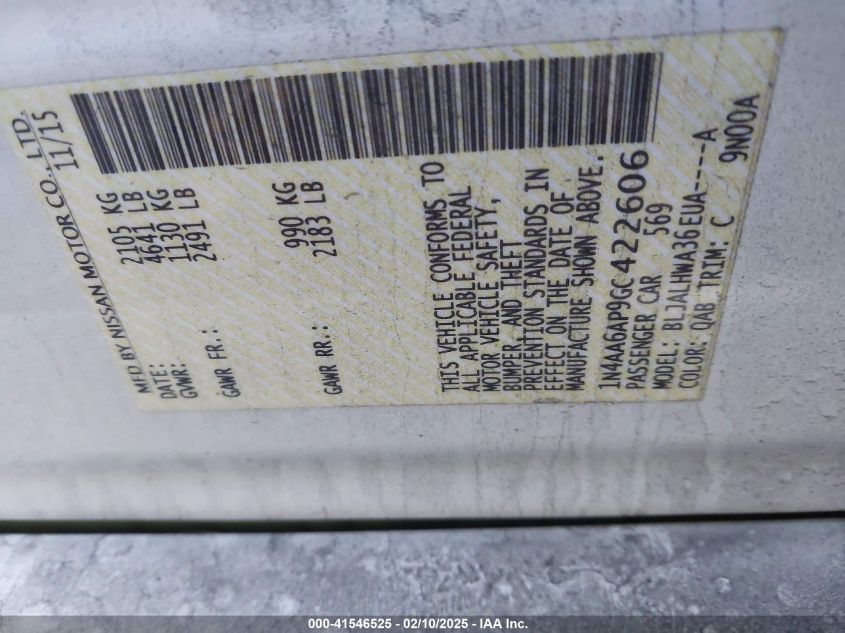 MFD BY NISSAN MOTOR CO., LTD.
DATE: 11/15
GVWR: 2105 KG
4641 LB
GAWR FR.: 1130 KG
2491 LB
GAWR RR.: 990 KG
2183 LB
THIS VEHICLE CONFORMS TO
ALL APPLICABLE FEDERAL
MOTOR VEHICLE SAFETY,
BUMPER, AND THEFT
PREVENTION STANDARDS IN
EFFECT ON THE DATE OF
MANUFACTURE SHOWN ABOVE.
1N4AA6AP9GC422606
PASSENGER CAR 569
MODEL: BLJALHWA36EUA----A
COLOR: QAB TRIM: C 9N00A
000-41546525 - 02/10/2025 - IAA Inc.